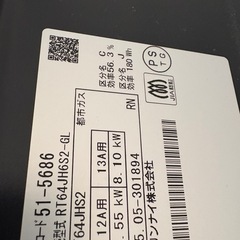 区分名 C J
効率56.3%
区分名 J
効率 180 Wh
PS
TG
JIA認証
RN
コード 51-5686
型式 RT64JH6S2-GL
都市ガス
64JHS2
12A用 13A用
.55 kW 8.10 kW
5.05-301894
ンナイ株式会社